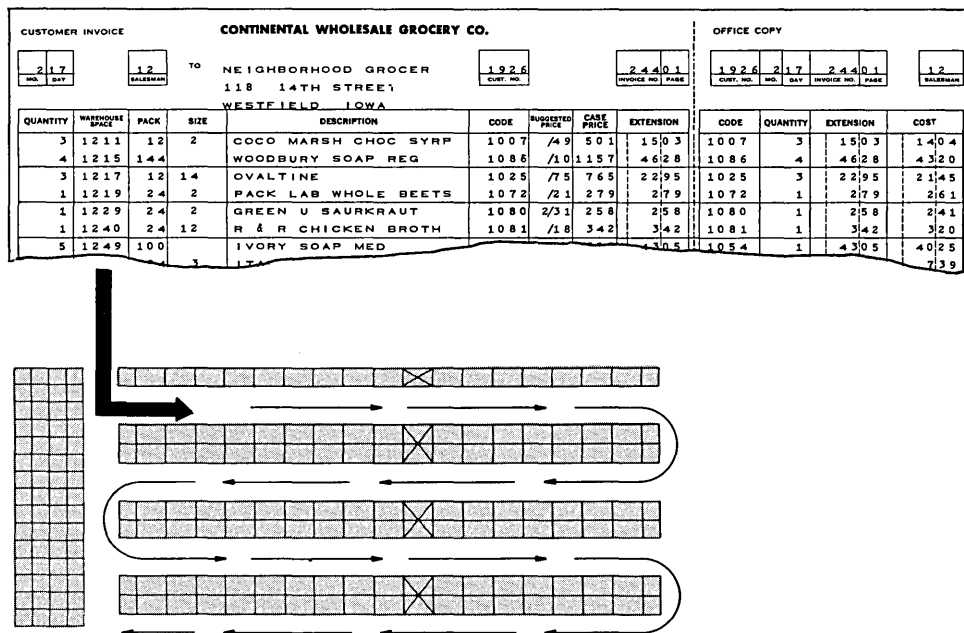 CUSTOMER INVOICE CONTINENTAL WHOLESALE GROCERY CO. OFFICE COPY
2 17 12 TO NEIGHBORHOOD GROCER 1926 24401 1926 2 17 24401 12
MO. DAY SALESMAN CUST. NO. INVOICE NO. PAGE CUST. NO. MO. DAY INVOICE NO. PAGE SALESMAN
118 14TH STREET
WESTFIELD IOWA
QUANTITY WAREHOUSE SPACE PACK SIZE DESCRIPTION CODE SUGGESTED PRICE CASE PRICE EXTENSION CODE QUANTITY EXTENSION COST
3 1211 12 2 COCO MARSH CHOC SYRP 1007 /49 501 1503 1007 3 1503 1404
4 1215 144 WOODBURY SOAP REG 1086 /10 1157 4628 1086 4 4628 4320
3 1217 12 14 OVALTINE 1025 /75 765 2295 1025 3 2295 2145
1 1219 24 2 PACK LAB WHOLE BEETS 1072 /21 279 279 1072 1 279 261
1 1229 24 2 GREEN U SAURKRAUT 1080 2/31 258 258 1080 1 258 241
1 1240 24 12 R & R CHICKEN BROTH 1081 /18 342 342 1081 1 342 320
5 1249 100 IVORY SOAP MED 4305 1054 1 4305 4025
3 739